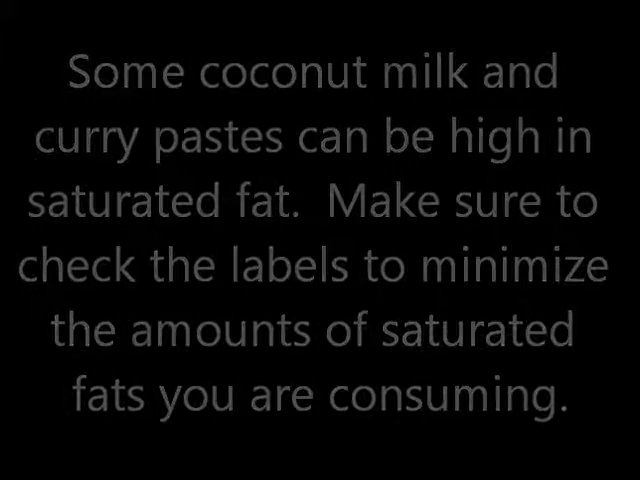 Some coconut milk and
curry pastes can be high in
saturated fat.  Make sure to
check the labels to minimize
the amounts of saturated
fats you are consuming.